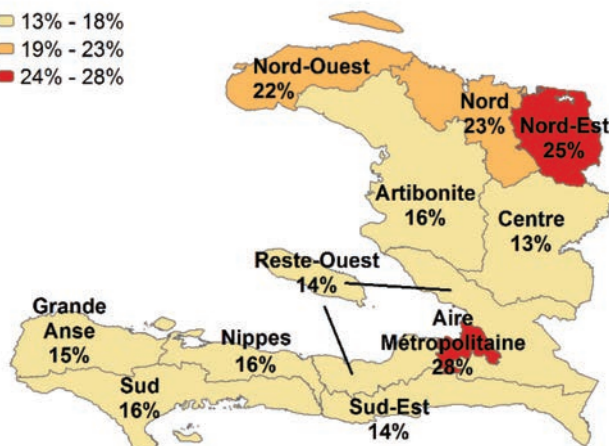 13% - 18%
19% - 23%
24% - 28%
Nord-Ouest
22%
Nord
23%
Nord-Est
25%
Artibonite
16%
Centre
13%
Reste-Ouest
14%
Grande
Anse
15%
Nippes
16%
Aire
Métropolitaine
28%
Sud
16%
Sud-Est
14%